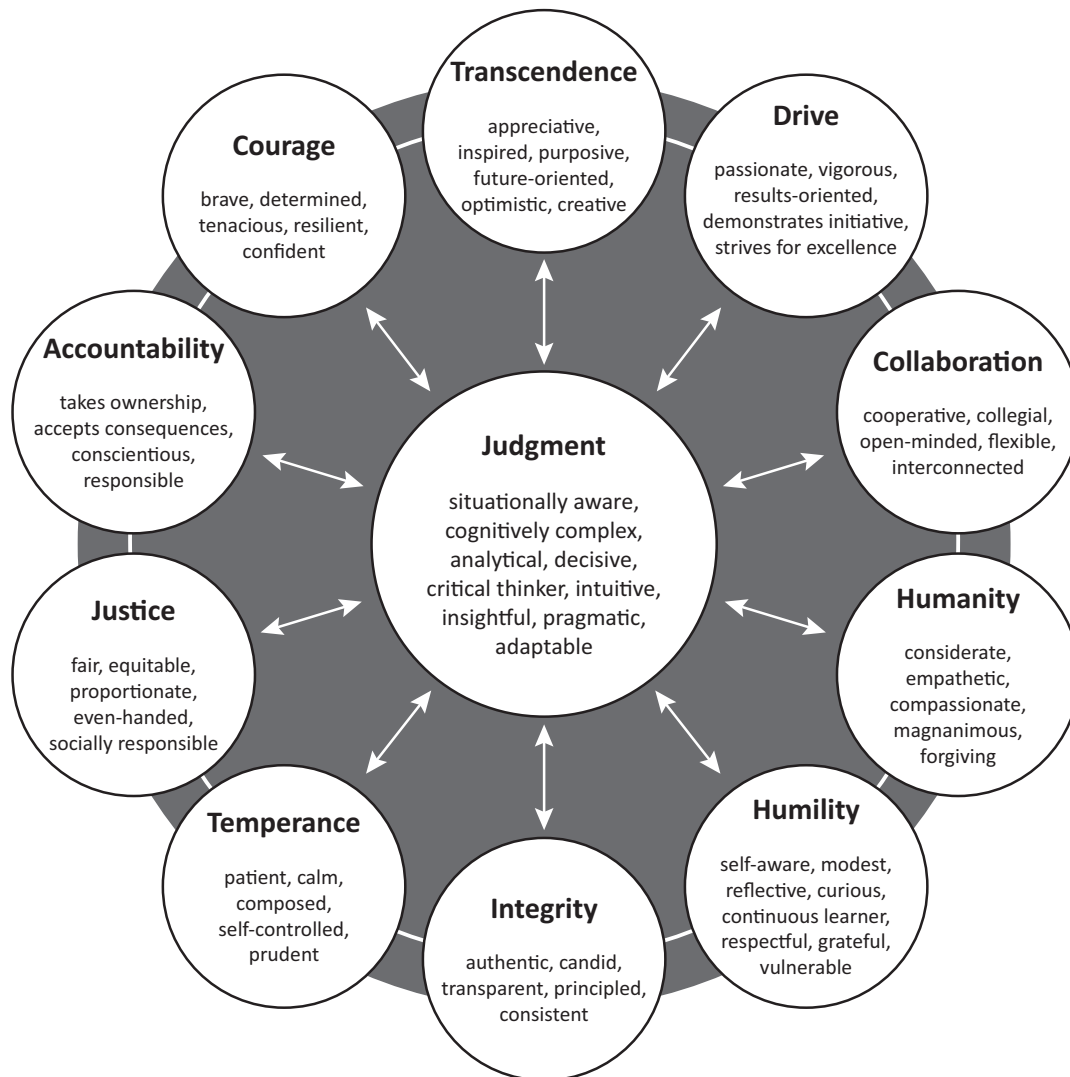 Transcendence
appreciative,
inspired, purposive,
future-oriented,
optimistic, creative
Drive
passionate, vigorous,
results-oriented,
demonstrates initiative,
strives for excellence
Collaboration
cooperative, collegial,
open-minded, flexible,
interconnected
Humanity
considerate,
empathetic,
compassionate,
magnanimous,
forgiving
Humility
self-aware, modest,
reflective, curious,
continuous learner,
respectful, grateful,
vulnerable
Integrity
authentic, candid,
transparent, principled,
consistent
Temperance
patient, calm,
composed,
self-controlled,
prudent
Justice
fair, equitable,
proportionate,
even-handed,
socially responsible
Accountability
takes ownership,
accepts consequences,
conscientious,
responsible
Courage
brave, determined,
tenacious, resilient,
confident
Judgment
situationally aware,
cognitively complex,
analytical, decisive,
critical thinker, intuitive,
insightful, pragmatic,
adaptable